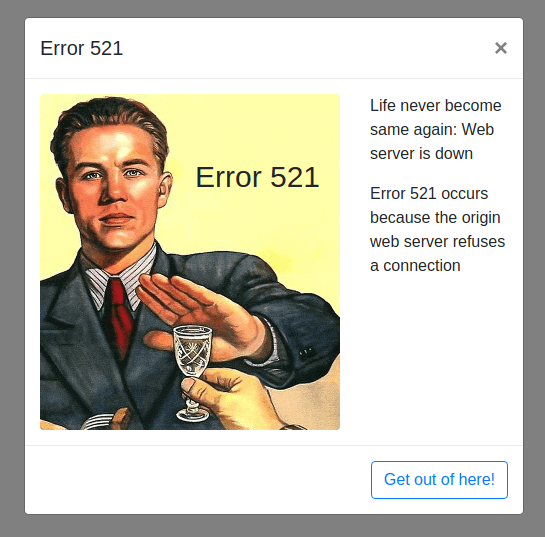 Error 521
×
Error 521
Life never become
same again: Web
server is down
Error 521 occurs
because the origin
web server refuses
a connection
Get out of here!